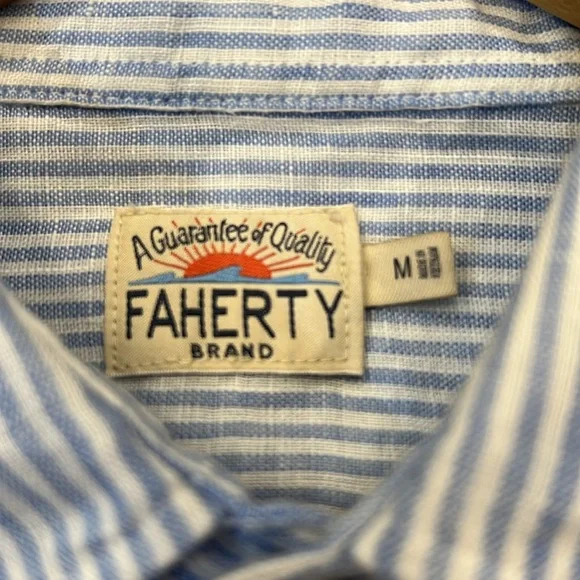 A Guarantee of Quality
FAHERTY
BRAND
M